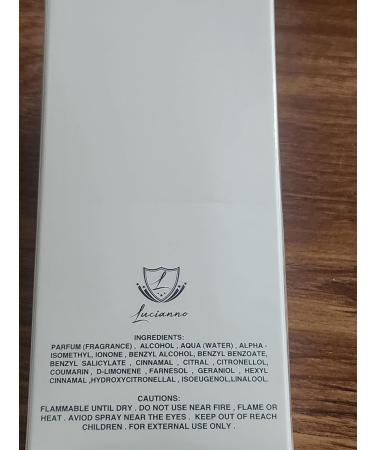 L
Lucianno
INGREDIENTS:
PARFUM (FRAGRANCE) , ALCOHOL , AQUA (WATER) , ALPHA -
ISOMETHYL, IONONE , BENZYL ALCOHOL, BENZYL BENZOATE,
BENZYL SALICYLATE , CINNAMAL , CITRAL , CITRONELLOL,
COUMARIN , D-LIMONENE , FARNESOL , GERANIOL , HEXYL
CINNAMAL ,HYDROXYCITRONELLAL , ISOEUGENOL,LINALOOL.
CAUTIONS:
FLAMMABLE UNTIL DRY . DO NOT USE NEAR FIRE , FLAME OR
HEAT . AVIOD SPRAY NEAR THE EYES . KEEP OUT OF REACH
CHILDREN . FOR EXTERNAL USE ONLY .